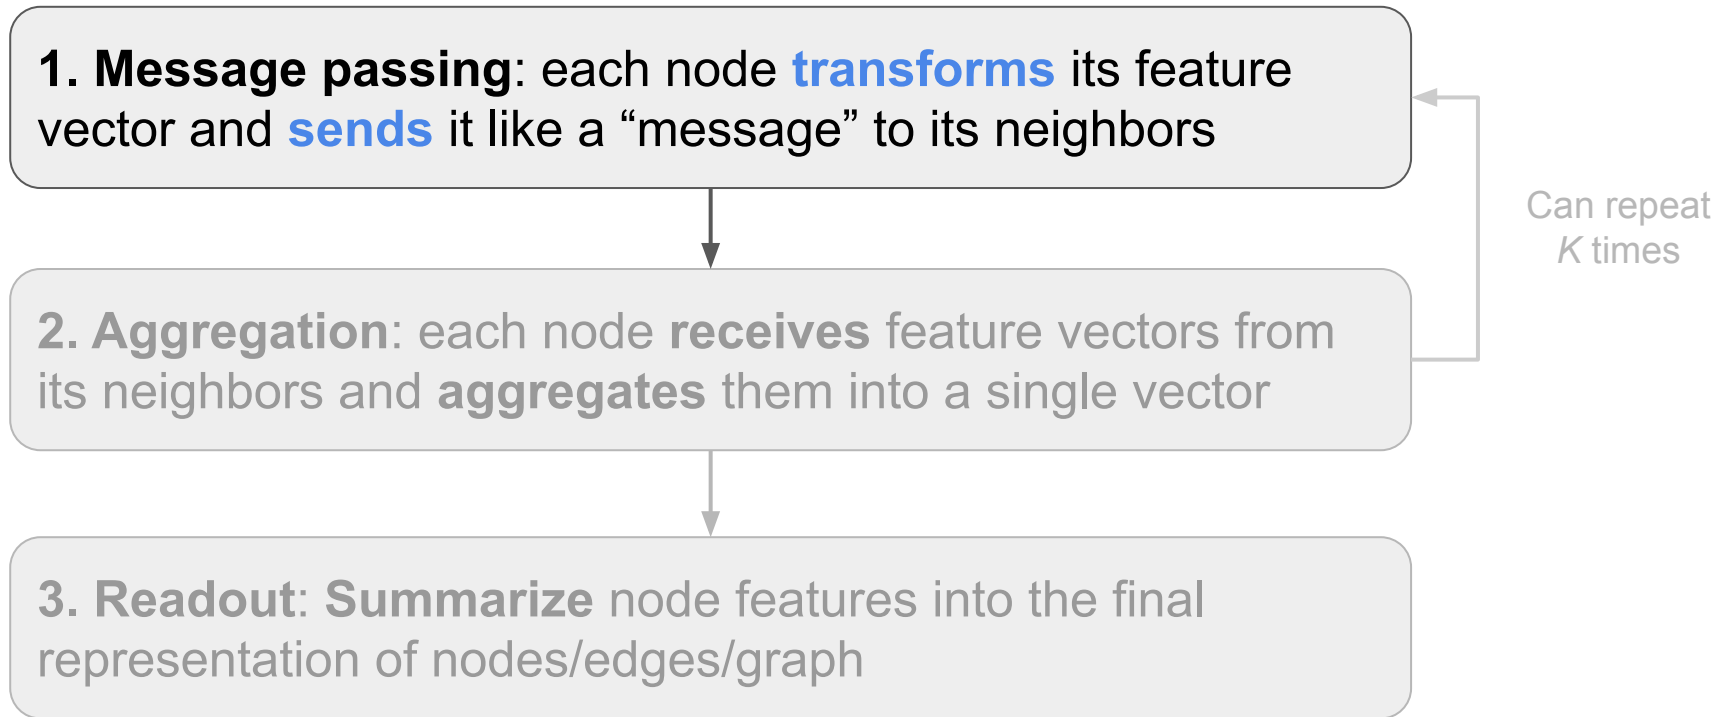 1. Message passing: each node transforms its feature
vector and sends it like a “message” to its neighbors
Can repeat
K times
2. Aggregation: each node receives feature vectors from
its neighbors and aggregates them into a single vector
3. Readout: Summarize node features into the final
representation of nodes/edges/graph